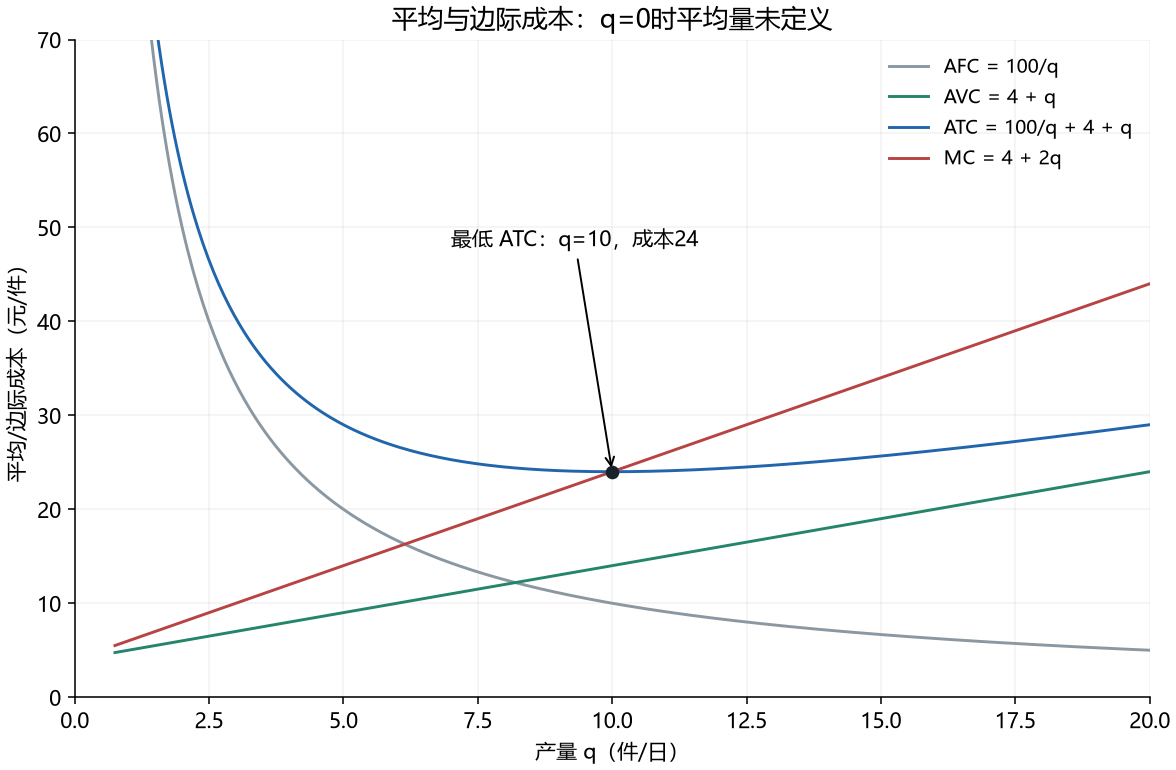 平均与边际成本：q=0时平均量未定义
AFC = 100/q
AVC = 4 + q
ATC = 100/q + 4 + q
MC = 4 + 2q
最低 ATC：q=10，成本24
平均/边际成本（元/件）
70
60
50
40
30
20
10
0
0.0 2.5 5.0 7.5 10.0 12.5 15.0 17.5 20.0
产量 q（件/日）